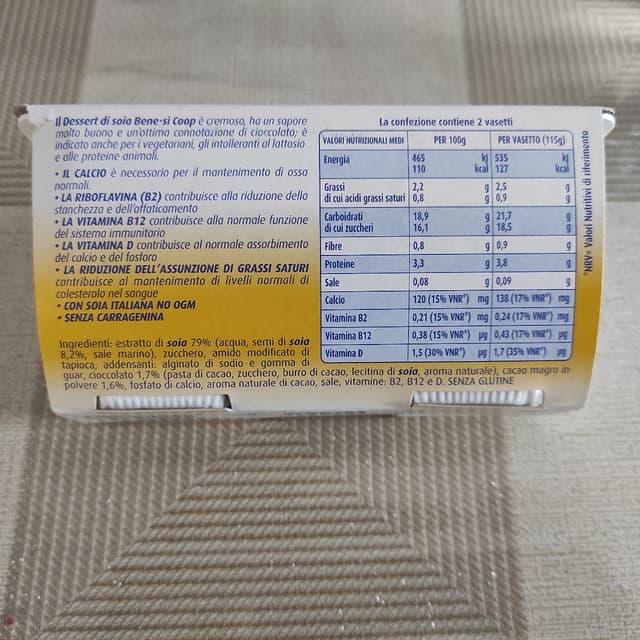 Il Dessert di soia Bene·sì Coop è cremoso, ha un sapore
molto buono e un'ottima connotazione di cioccolato; è
indicato anche per i vegetariani, gli intolleranti al lattosio
e alle proteine animali.
• IL CALCIO è necessario per il mantenimento di ossa
normali.
• LA RIBOFLAVINA (B2) contribuisce alla riduzione della
stanchezza e dell'affaticamento
• LA VITAMINA B12 contribuisce alla normale funzione
del sistema immunitario
• LA VITAMINA D contribuisce al normale assorbimento
del calcio e del fosforo
• LA RIDUZIONE DELL'ASSUNZIONE DI GRASSI SATURI
contribuisce al mantenimento di livelli normali di
colesterolo nel sangue
• CON SOIA ITALIANA NO OGM
• SENZA CARRAGENINA
Ingredienti: estratto di soia 79% (acqua, semi di soia
8,2%, sale marino), zucchero, amido modificato di
tapioca, addensanti: alginato di sodio e gomma di
guar, cioccolato 1,7% (pasta di cacao, zucchero, burro di cacao, lecitina di soia, aroma naturale), cacao magro in
polvere 1,6%, fosfato di calcio, aroma naturale di cacao, sale, vitamine: B2, B12 e D. SENZA GLUTINE
La confezione contiene 2 vasetti
VALORI NUTRIZIONALI MEDI PER 100g PER VASETTO (115g)
Energia 465 kj 535 kj
110 kcal 127 kcal
Grassi 2,2 g 2,5 g
di cui acidi grassi saturi 0,8 g 0,9 g
Carboidrati 18,9 g 21,7 g
di cui zuccheri 16,1 g 18,5 g
Fibre 0,8 g 0,9 g
Proteine 3,3 g 3,8 g
Sale 0,08 g 0,09 g
Calcio 120 (15% VNR*) mg 138 (17% VNR*) mg
Vitamina B2 0,21 (15% VNR*) mg 0,24 (17% VNR*) mg
Vitamina B12 0,38 (15% VNR*) µg 0,43 (17% VNR*) µg
Vitamina D 1,5 (30% VNR*) µg 1,7 (35% VNR*) µg
*NRV= Valori Nutritivi di riferimento